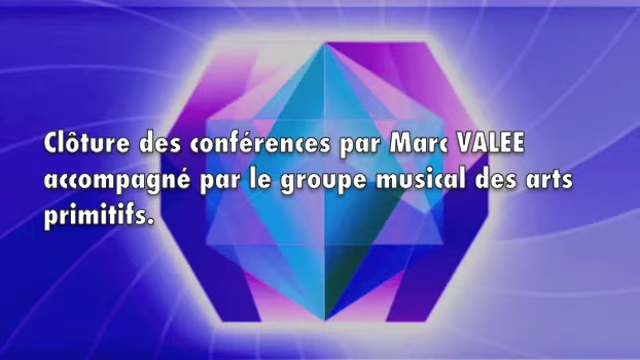 Clôture des conférences par Marc VALEE
accompagné par le groupe musical des arts
primitifs.